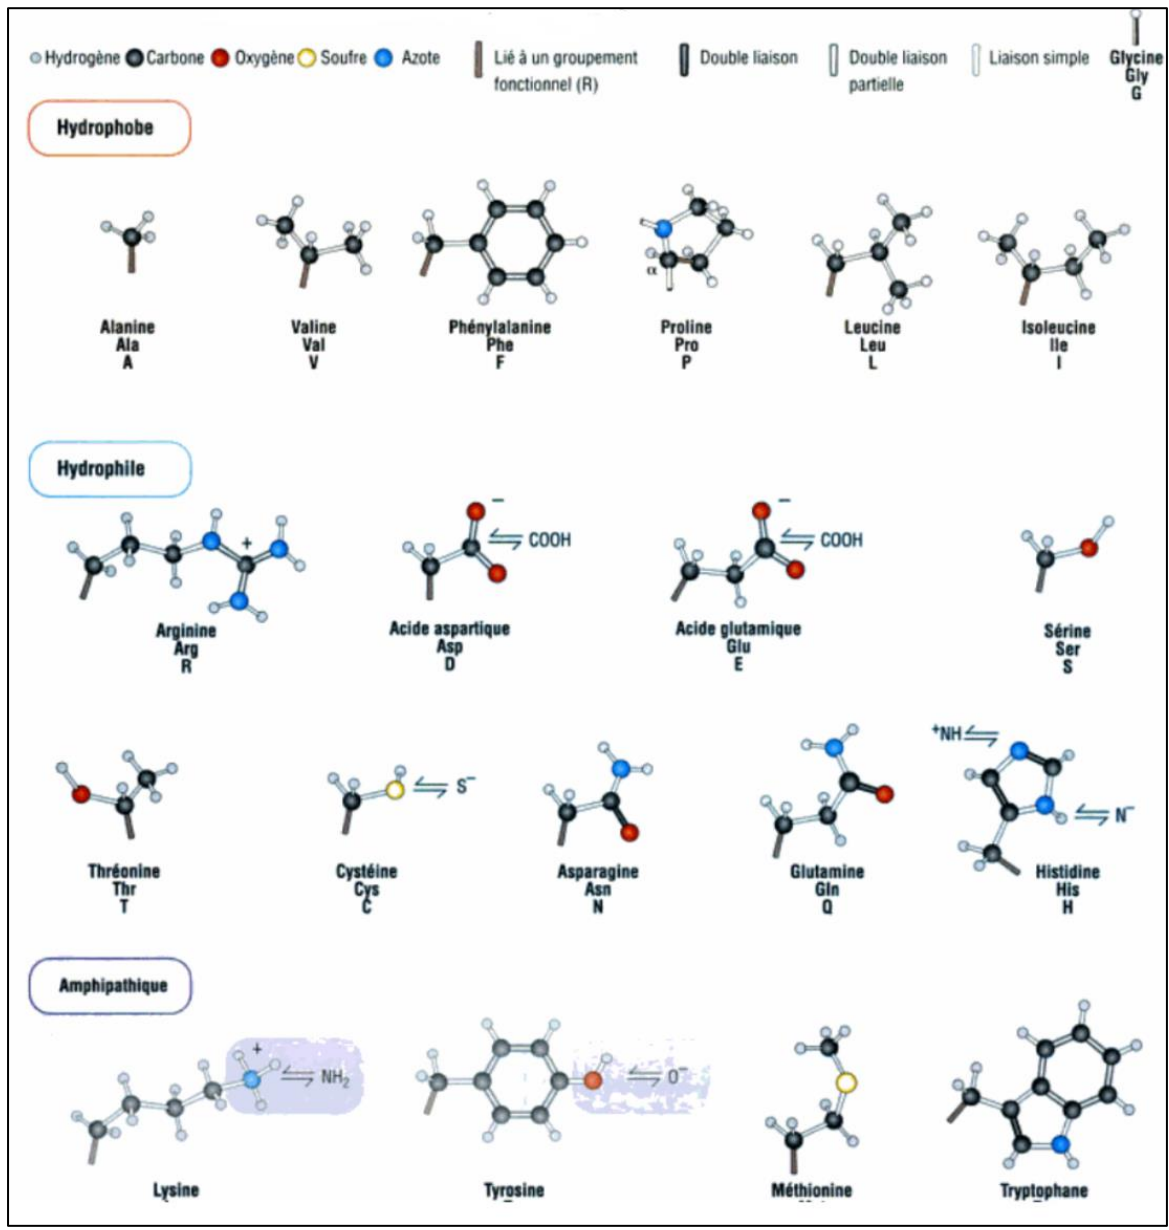 Hydrogène Carbone Oxygène Soufre Azote Lié à un groupement fonctionnel (R) Double liaison Double liaison partielle Liaison simple
Glycine
Gly
G
Hydrophobe
α
Alanine Valine Phénylalanine Proline Leucine Isoleucine
Ala Val Phe Pro Leu Ile
A V F P L I
Hydrophile
+ − COOH − COOH
Arginine Acide aspartique Acide glutamique Sérine
Arg Asp Glu Ser
R D E S
⁺NH
S⁻ N⁻
Thréonine Cystéine Asparagine Glutamine Histidine
Thr Cys Asn Gln His
T C N Q H
Amphipathique
+ NH₂ O⁻
Lysine Tyrosine Méthionine Tryptophane